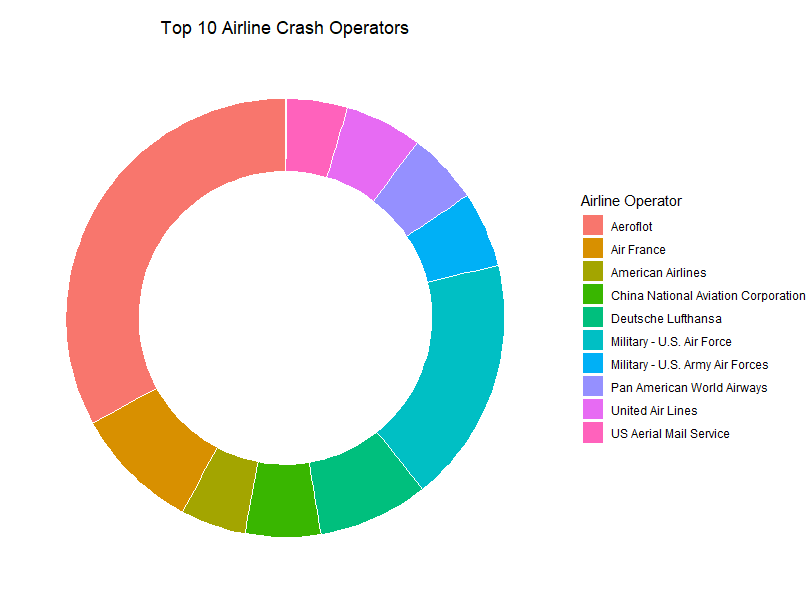 Top 10 Airline Crash Operators
Airline Operator
Aeroflot
Air France
American Airlines
China National Aviation Corporation
Deutsche Lufthansa
Military - U.S. Air Force
Military - U.S. Army Air Forces
Pan American World Airways
United Air Lines
US Aerial Mail Service